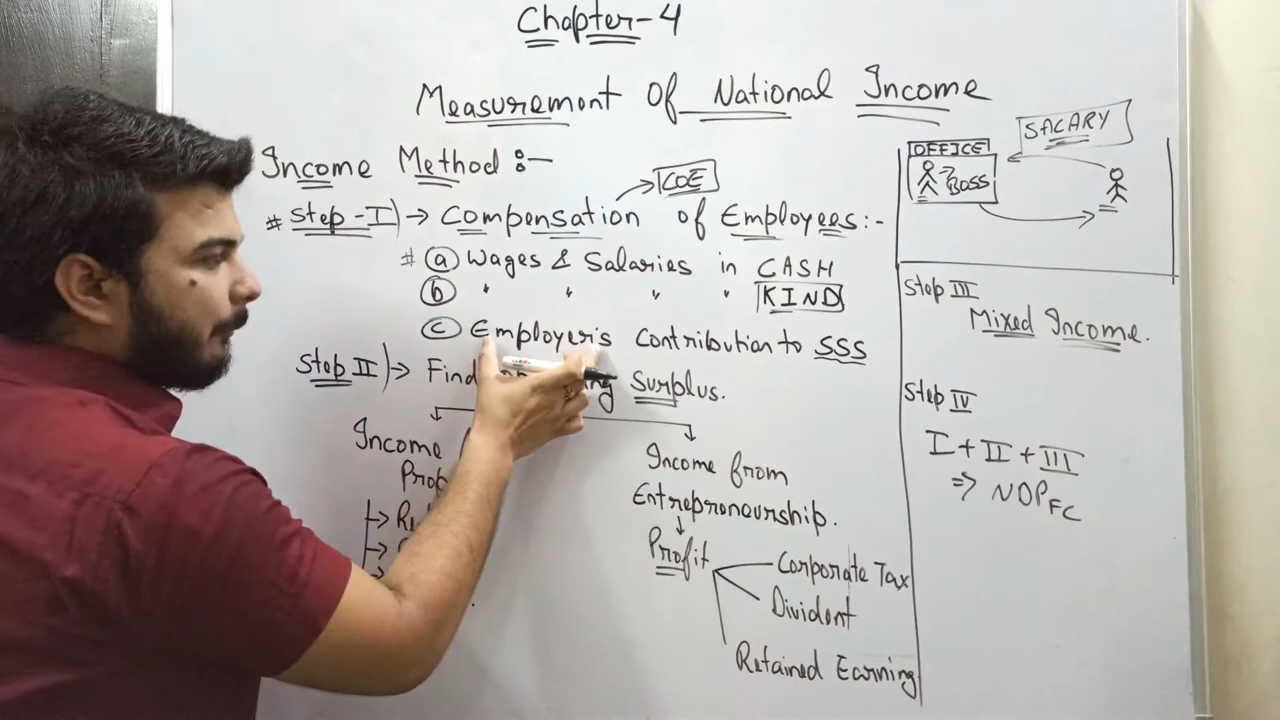 Chapter-4
Measurement Of National Income
Income Method :-
COE
# Step-I → Compensation of Employees:-
# (a) Wages & Salaries in CASH
(b) " " " " KIND
(c) Employer's Contribution to SSS
Step II → Find Surplus.
Income
Income from
Entrepreneurship.
Profit
Corporate Tax
Divident
Retained Earning
SALARY
OFFICE
BOSS
Step III
Mixed Income.
Step IV
I + II + III
⇒ NDPFC